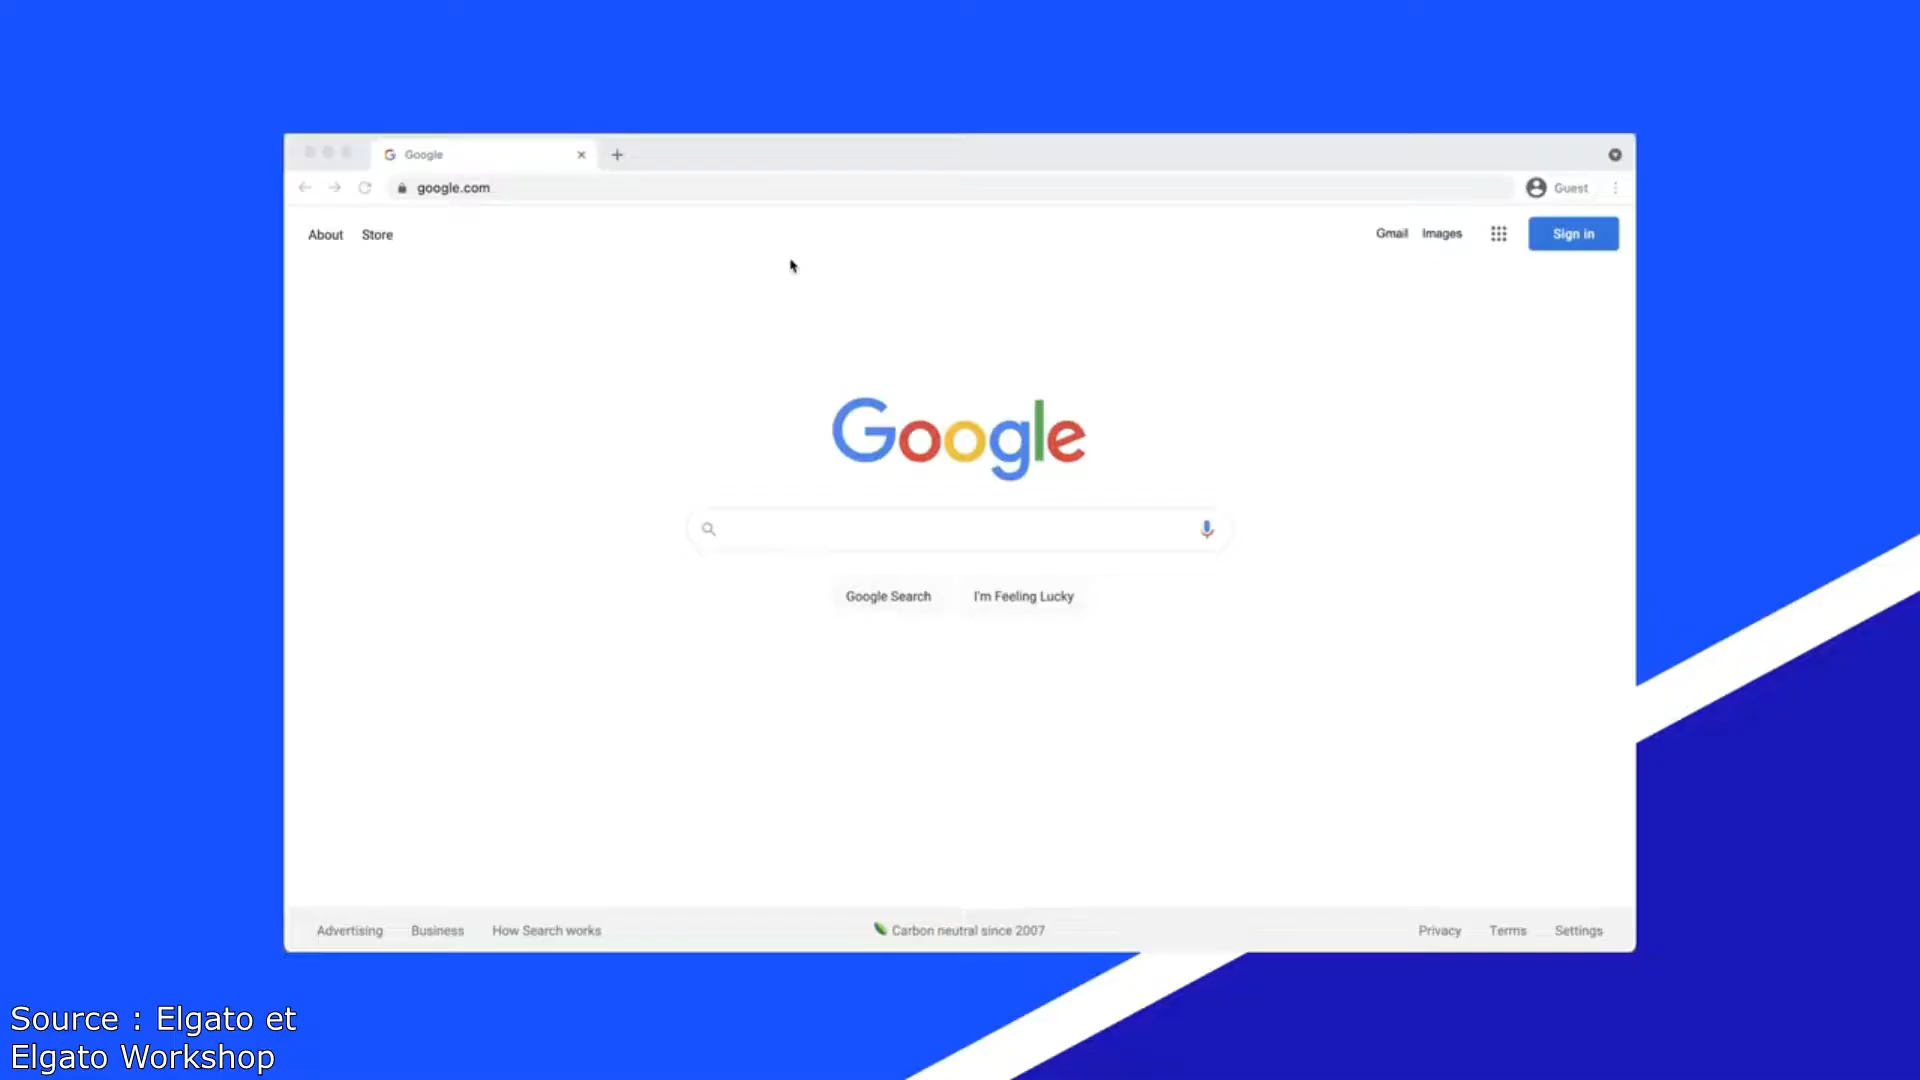 Google
google.com
Guest
About Store
Gmail Images
Sign in
Google
Google Search I'm Feeling Lucky
Advertising Business How Search works
Carbon neutral since 2007
Privacy Terms Settings
Source : Elgato et
Elgato Workshop